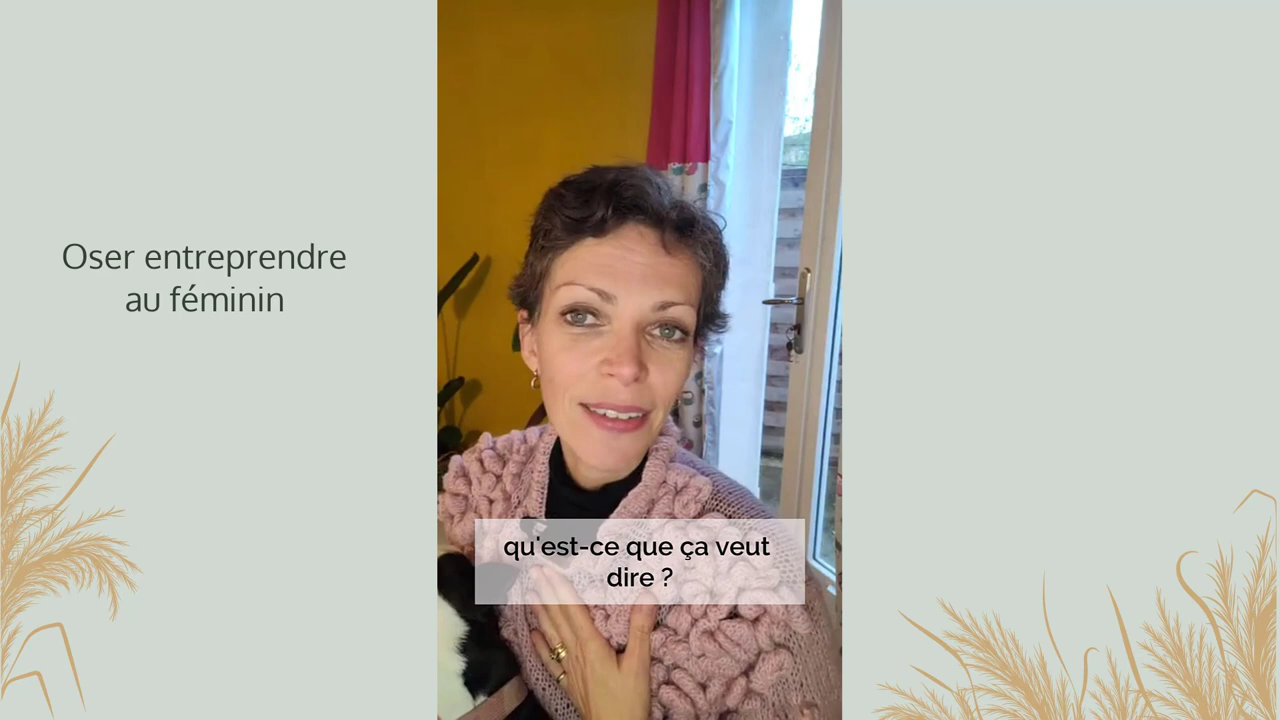 Oser entreprendre
au féminin
qu'est-ce que ça veut
dire ?